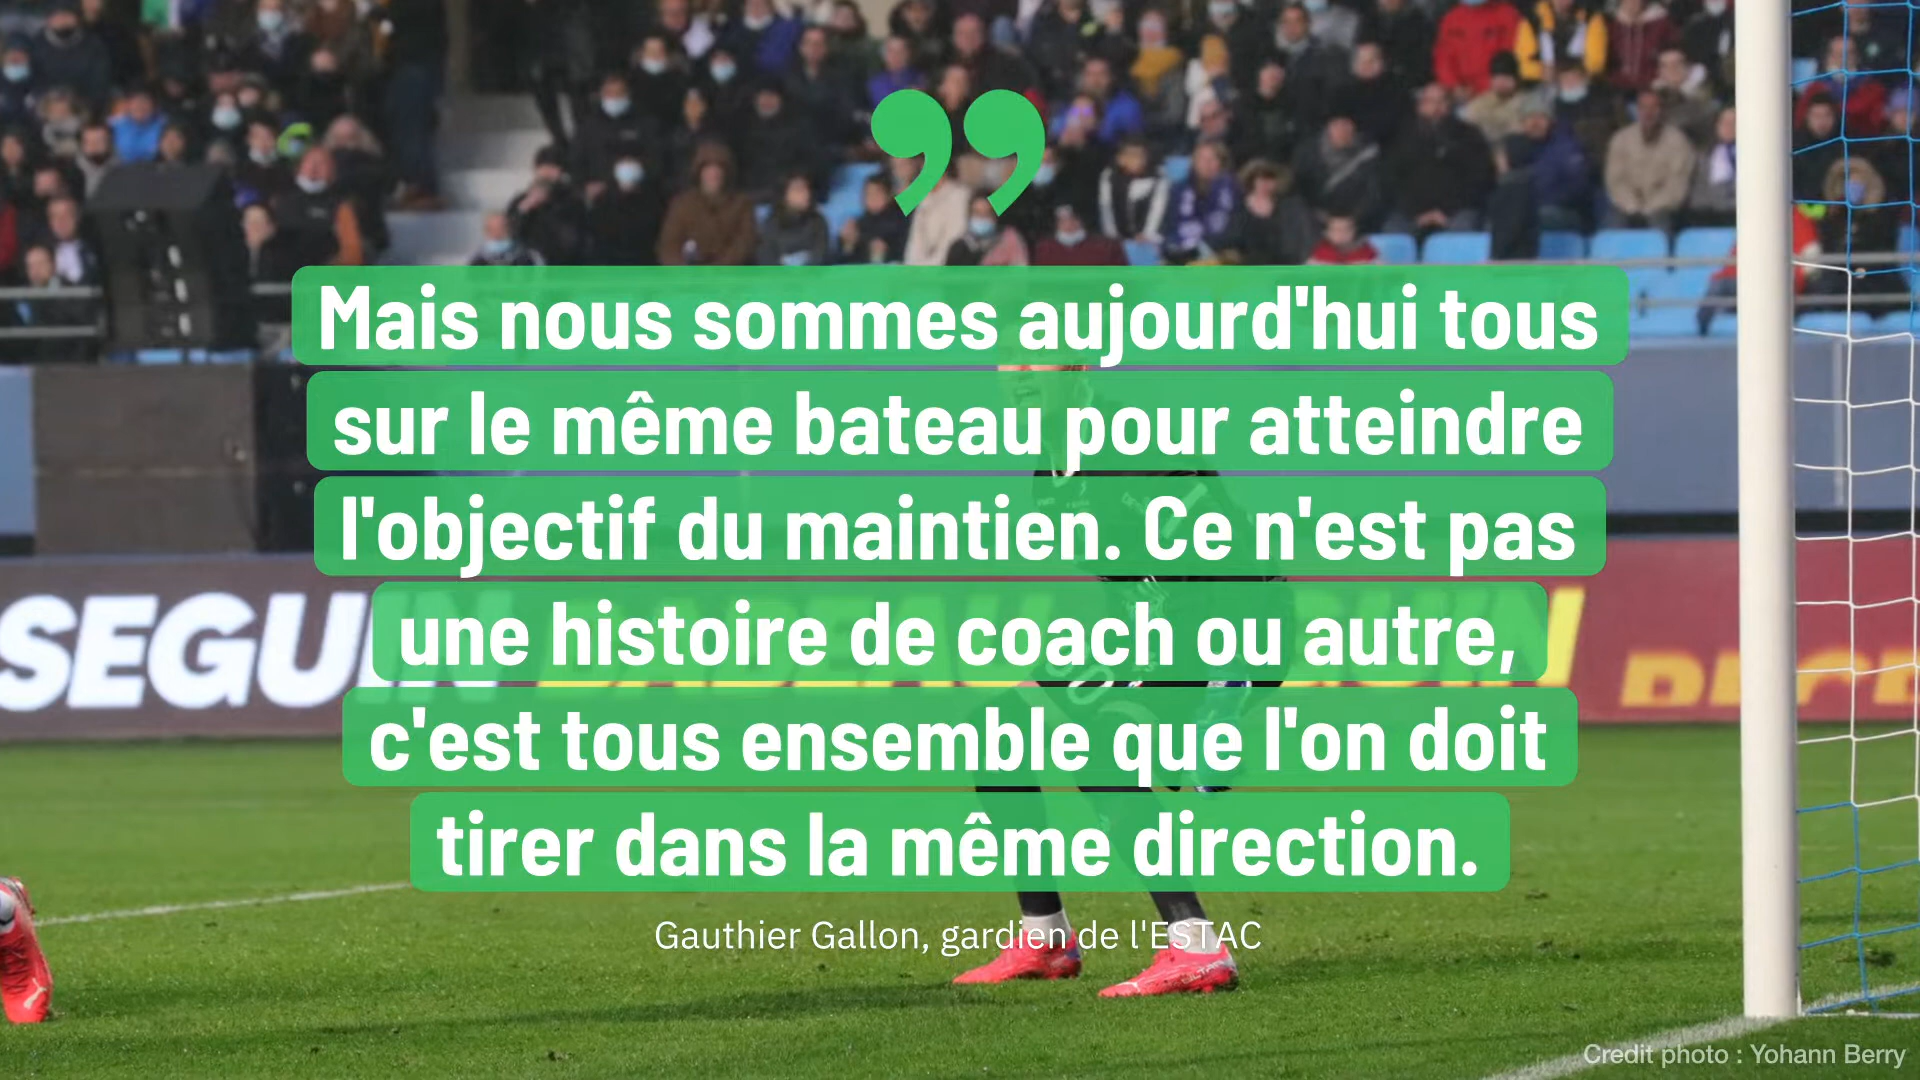 ”
Mais nous sommes aujourd'hui tous
sur le même bateau pour atteindre
l'objectif du maintien. Ce n'est pas
une histoire de coach ou autre,
c'est tous ensemble que l'on doit
tirer dans la même direction.
Gauthier Gallon, gardien de l'ESTAC
SEGUIN
Credit photo : Yohann Berry